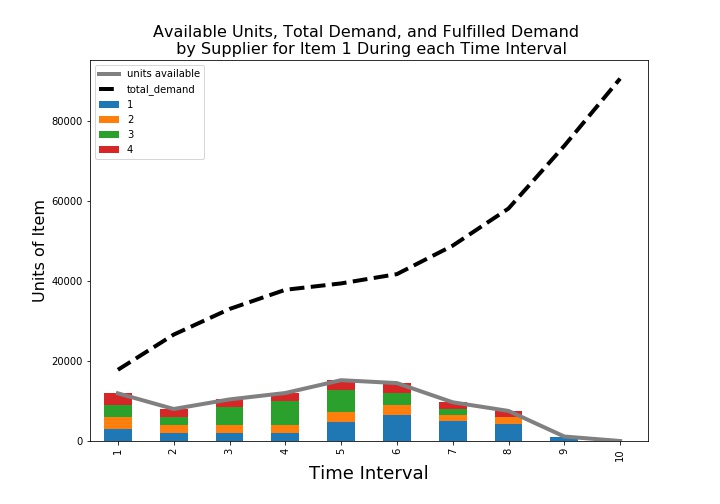 Available Units, Total Demand, and Fulfilled Demand
by Supplier for Item 1 During each Time Interval
units available
total_demand
1
2
3
4
Units of Item
80000
60000
40000
20000
0
1 2 3 4 5 6 7 8 9 10
Time Interval